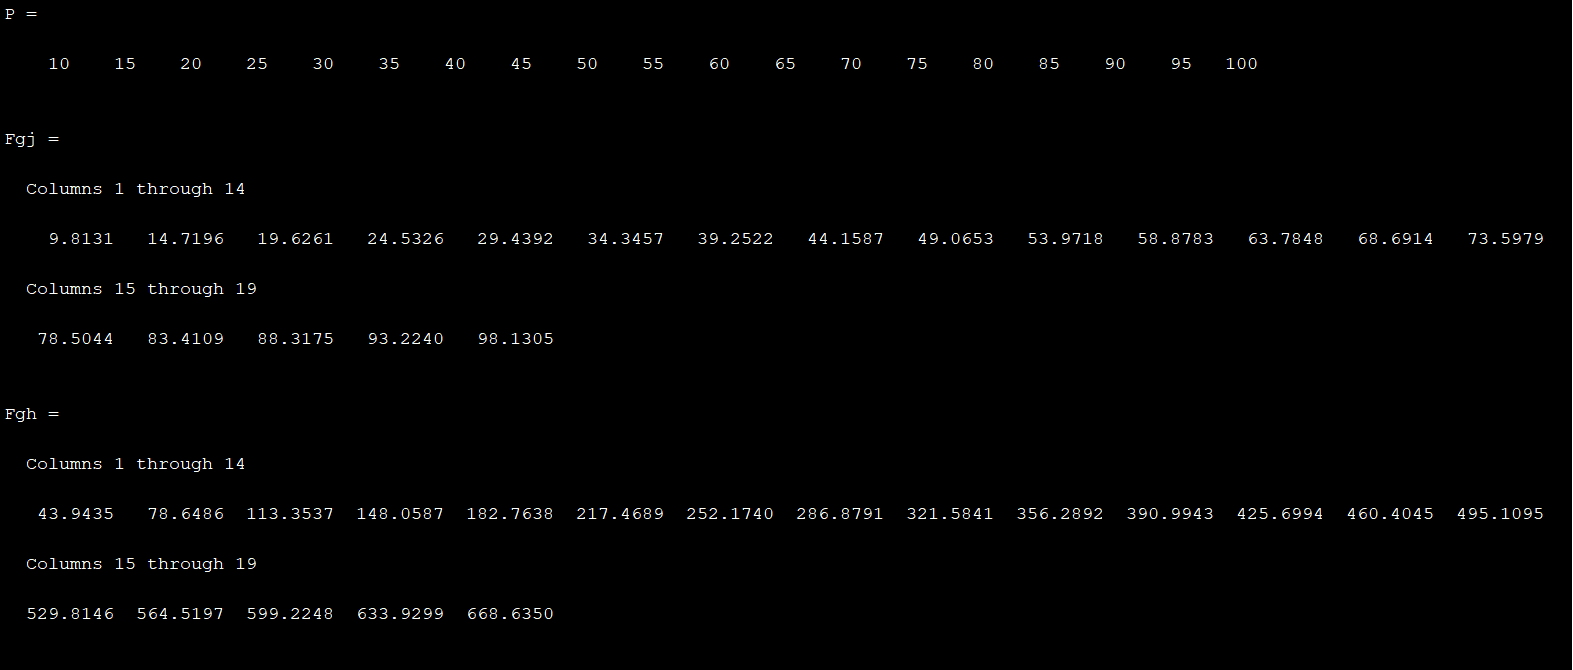 P =
10 15 20 25 30 35 40 45 50 55 60 65 70 75 80 85 90 95 100
Fgj =
Columns 1 through 14
9.8131 14.7196 19.6261 24.5326 29.4392 34.3457 39.2522 44.1587 49.0653 53.9718 58.8783 63.7848 68.6914 73.5979
Columns 15 through 19
78.5044 83.4109 88.3175 93.2240 98.1305
Fgh =
Columns 1 through 14
43.9435 78.6486 113.3537 148.0587 182.7638 217.4689 252.1740 286.8791 321.5841 356.2892 390.9943 425.6994 460.4045 495.1095
Columns 15 through 19
529.8146 564.5197 599.2248 633.9299 668.6350